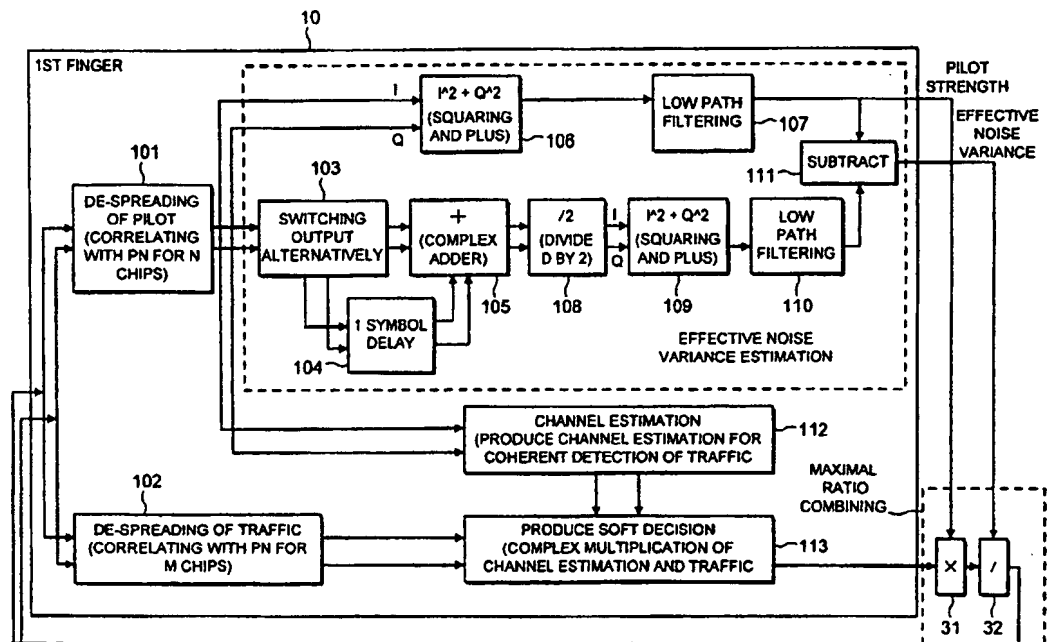 10
1ST FINGER
I
Q
I^2 + Q^2
(SQUARING
AND PLUS)
106
LOW PATH
FILTERING
107
PILOT
STRENGTH
EFFECTIVE
NOISE
VARIANCE
SUBTRACT
111
101
DE-SPREADING
OF PILOT
(CORRELATING
WITH PN FOR N
CHIPS)
103
SWITCHING
OUTPUT
ALTERNATIVELY
+
(COMPLEX
ADDER)
105
/2
(DIVIDE
D BY 2)
108
I
Q
I^2 + Q^2
(SQUARING
AND PLUS)
109
LOW
PATH
FILTERING
110
1 SYMBOL
DELAY
104
EFFECTIVE NOISE
VARIANCE ESTIMATION
CHANNEL ESTIMATION
(PRODUCE CHANNEL ESTIMATION FOR
COHERENT DETECTION OF TRAFFIC
112
102
DE-SPREADING OF TRAFFIC
(CORRELATING WITH PN FOR
M CHIPS)
PRODUCE SOFT DECISION
(COMPLEX MULTIPLICATION OF
CHANNEL ESTIMATION AND TRAFFIC
113
MAXIMAL
RATIO
COMBINING
X
/
31
32